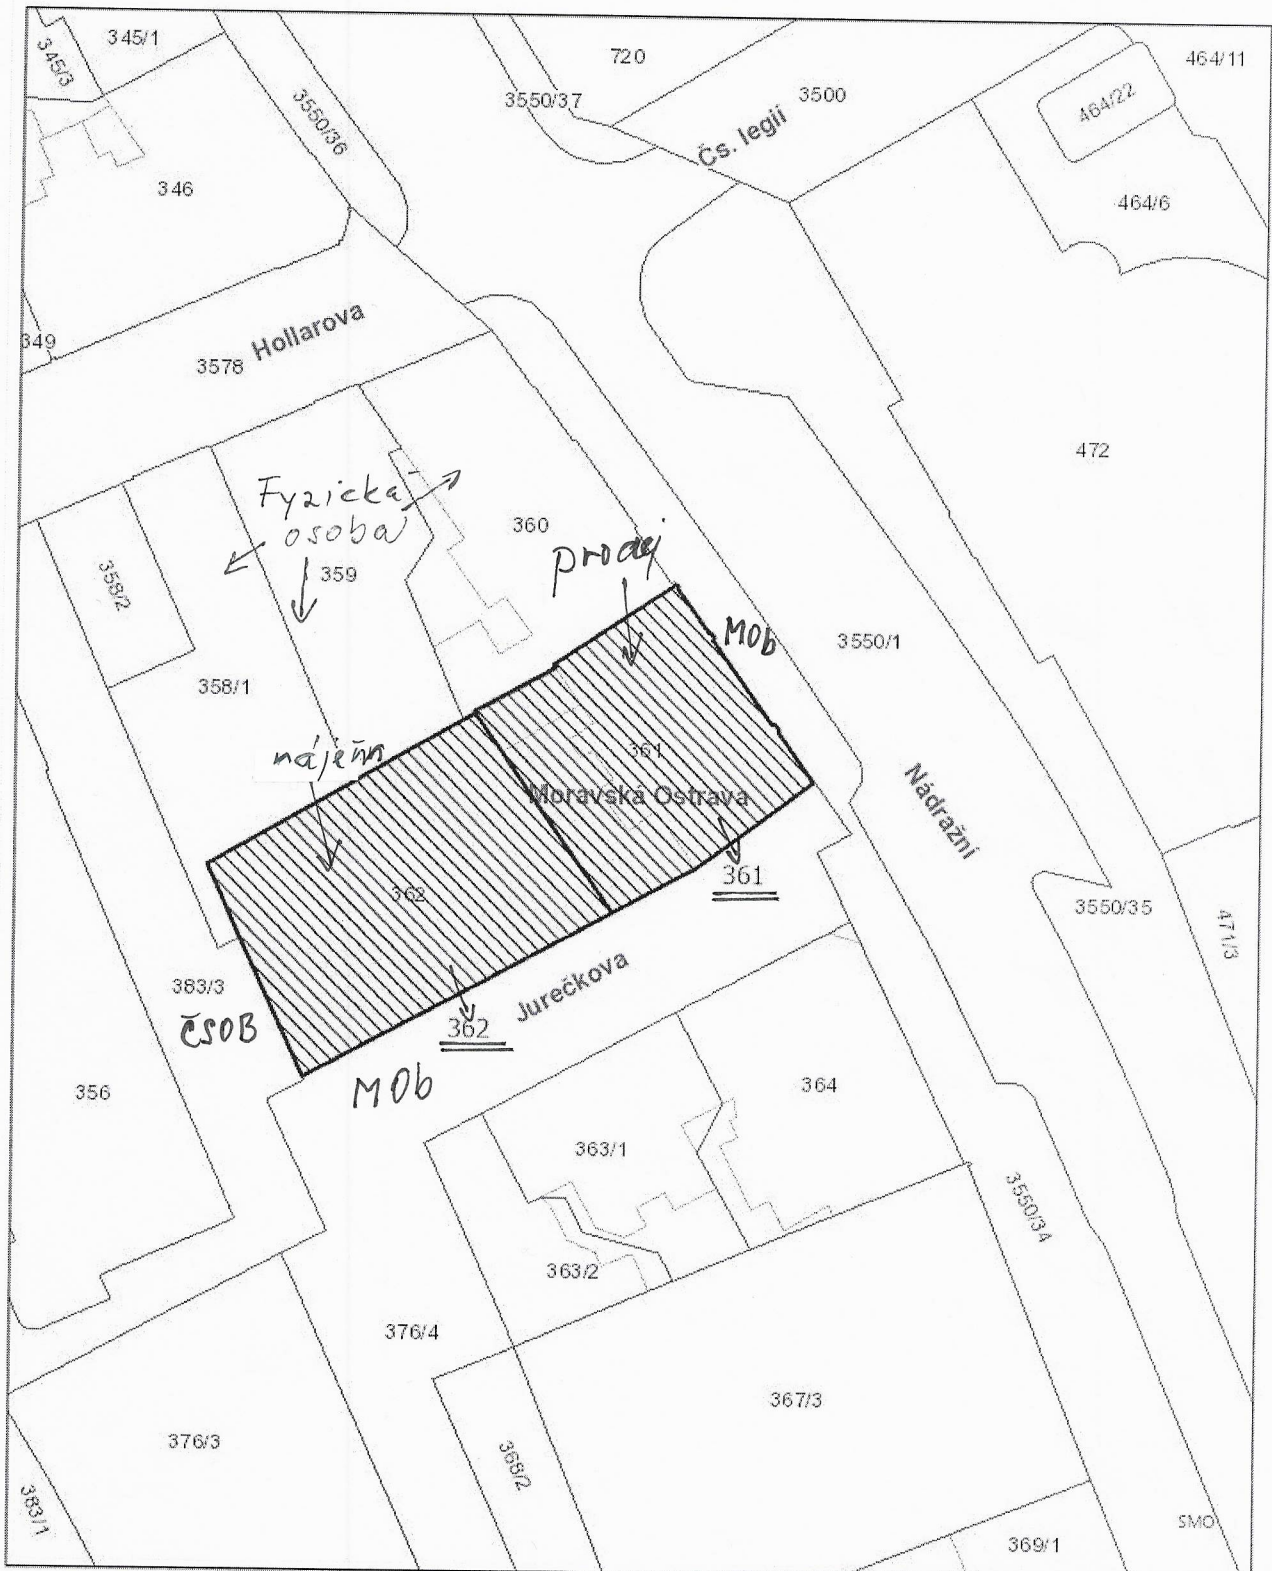 345/1
345/3
720
464/11
3550/36
3550/37
3500
464/22
Čs. legií
346
464/6
349
Hollarova
3578
472
Fyzická
osoba
360
prodej
358/2
359
MOb
3550/1
358/1
361
nájem
Moravská Ostrava
Nádražní
361
362
3550/35
471/3
383/3
Jurečkova
ČSOB
362
MOb
356
364
363/1
3550/34
363/2
376/4
367/3
376/3
368/2
383/1
SMO
369/1